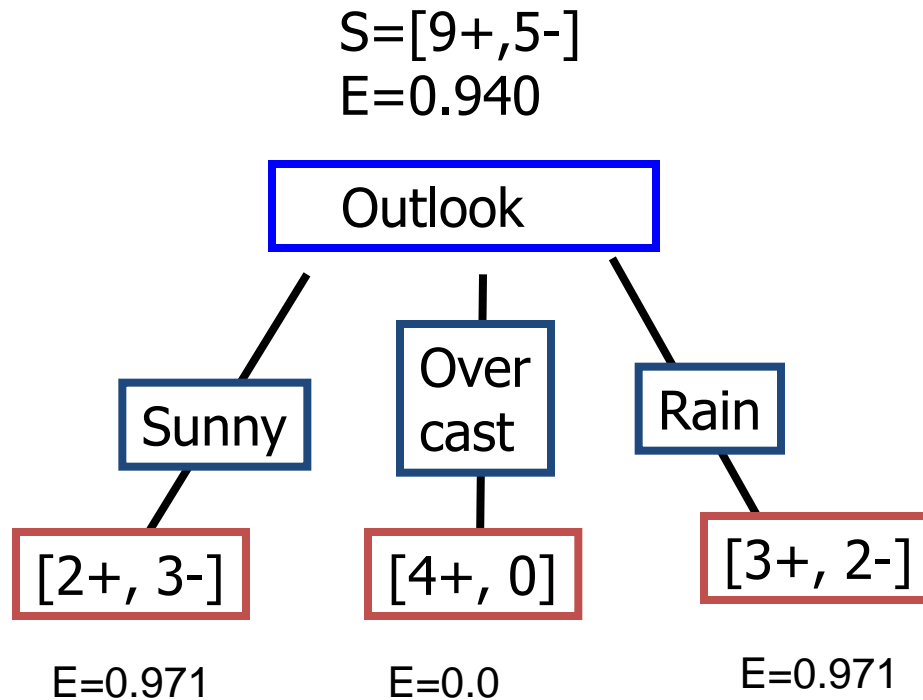 S=[9+,5-]
E=0.940
Outlook
Over
cast
Sunny
Rain
[2+, 3-]
[4+, 0]
[3+, 2-]
E=0.971
E=0.0
E=0.971